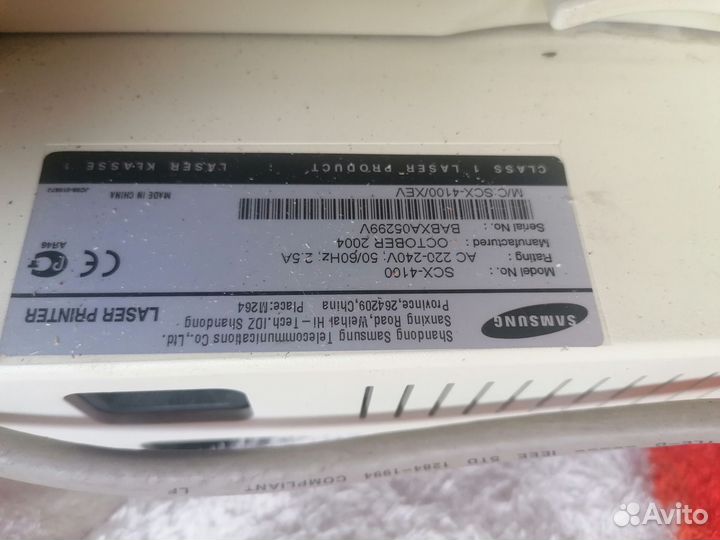 SAMSUNG
Shandong Samsung Telecommunications Co.,Ltd.
Sanxing Road,Weihai Hi-Tech.IDZ Shandong
Province,264209,China Place:M264
LASER PRINTER
Model No.: SCX-4100
Rating: AC 220-240V; 50/60Hz; 2.5A
Manufactured: OCTOBER 2004
Serial No.: BABXA05299V
M/C:SCX-4100/XEV
MADE IN CHINA
CE
АЯ46
CLASS 1 LASER PRODUCT LASER KLASSE 1
IEEE STD 1284-1994 COMPLIANT LF
Avito